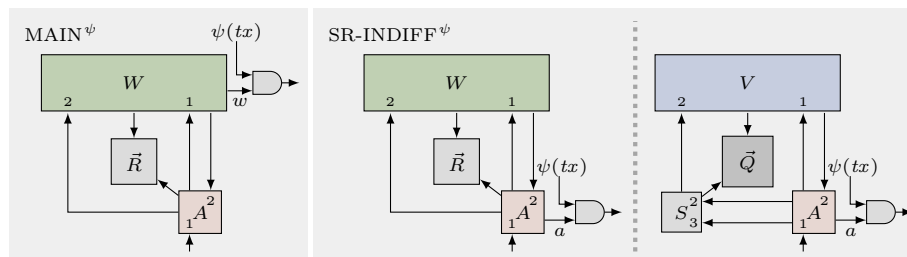 MAIN^ψ
ψ(tx)
W
2 1
w
R⃗
A 2
1
SR-INDIFF^ψ
W
2 1
R⃗
ψ(tx)
A 2
1
a
V
2 1
Q⃗
ψ(tx)
S 2
3
A 2
1
a